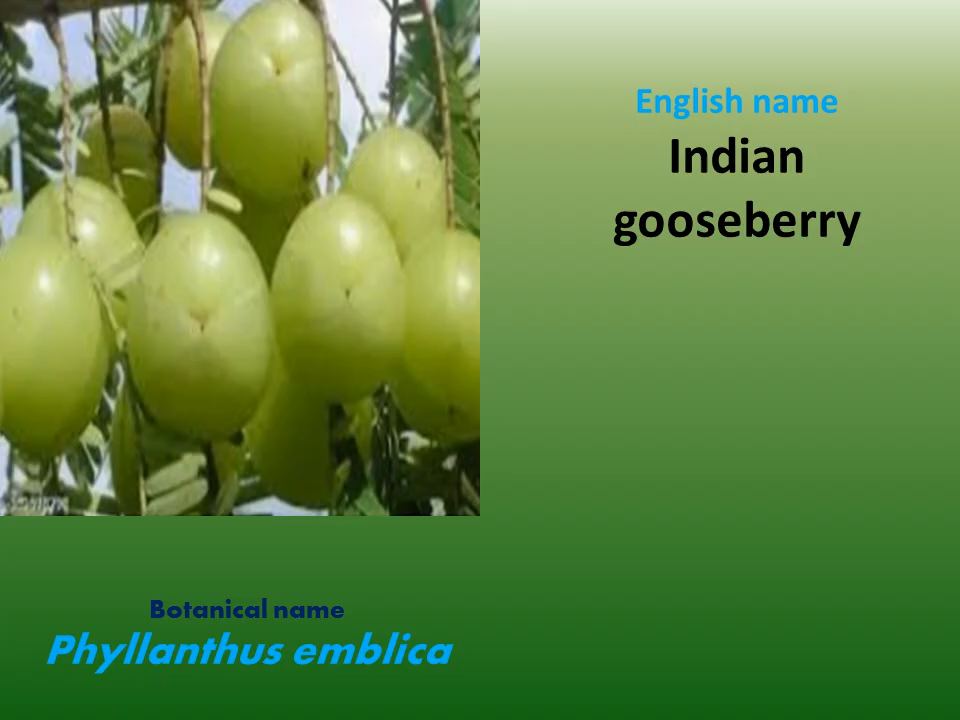 English name
Indian
gooseberry
Botanical name
Phyllanthus emblica